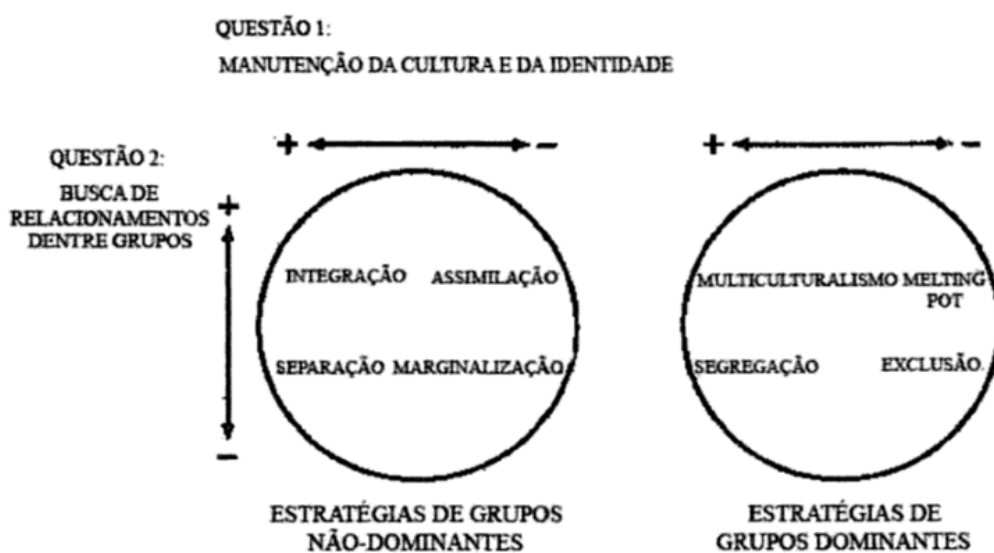 QUESTÃO 1:
MANUTENÇÃO DA CULTURA E DA IDENTIDADE
+ −
+ −
QUESTÃO 2:
BUSCA DE
RELACIONAMENTOS
DENTRE GRUPOS
+
−
INTEGRAÇÃO ASSIMILAÇÃO
SEPARAÇÃO MARGINALIZAÇÃO
ESTRATÉGIAS DE GRUPOS
NÃO-DOMINANTES
MULTICULTURALISMO MELTING
POT
SEGREGAÇÃO EXCLUSÃO.
ESTRATÉGIAS DE
GRUPOS DOMINANTES